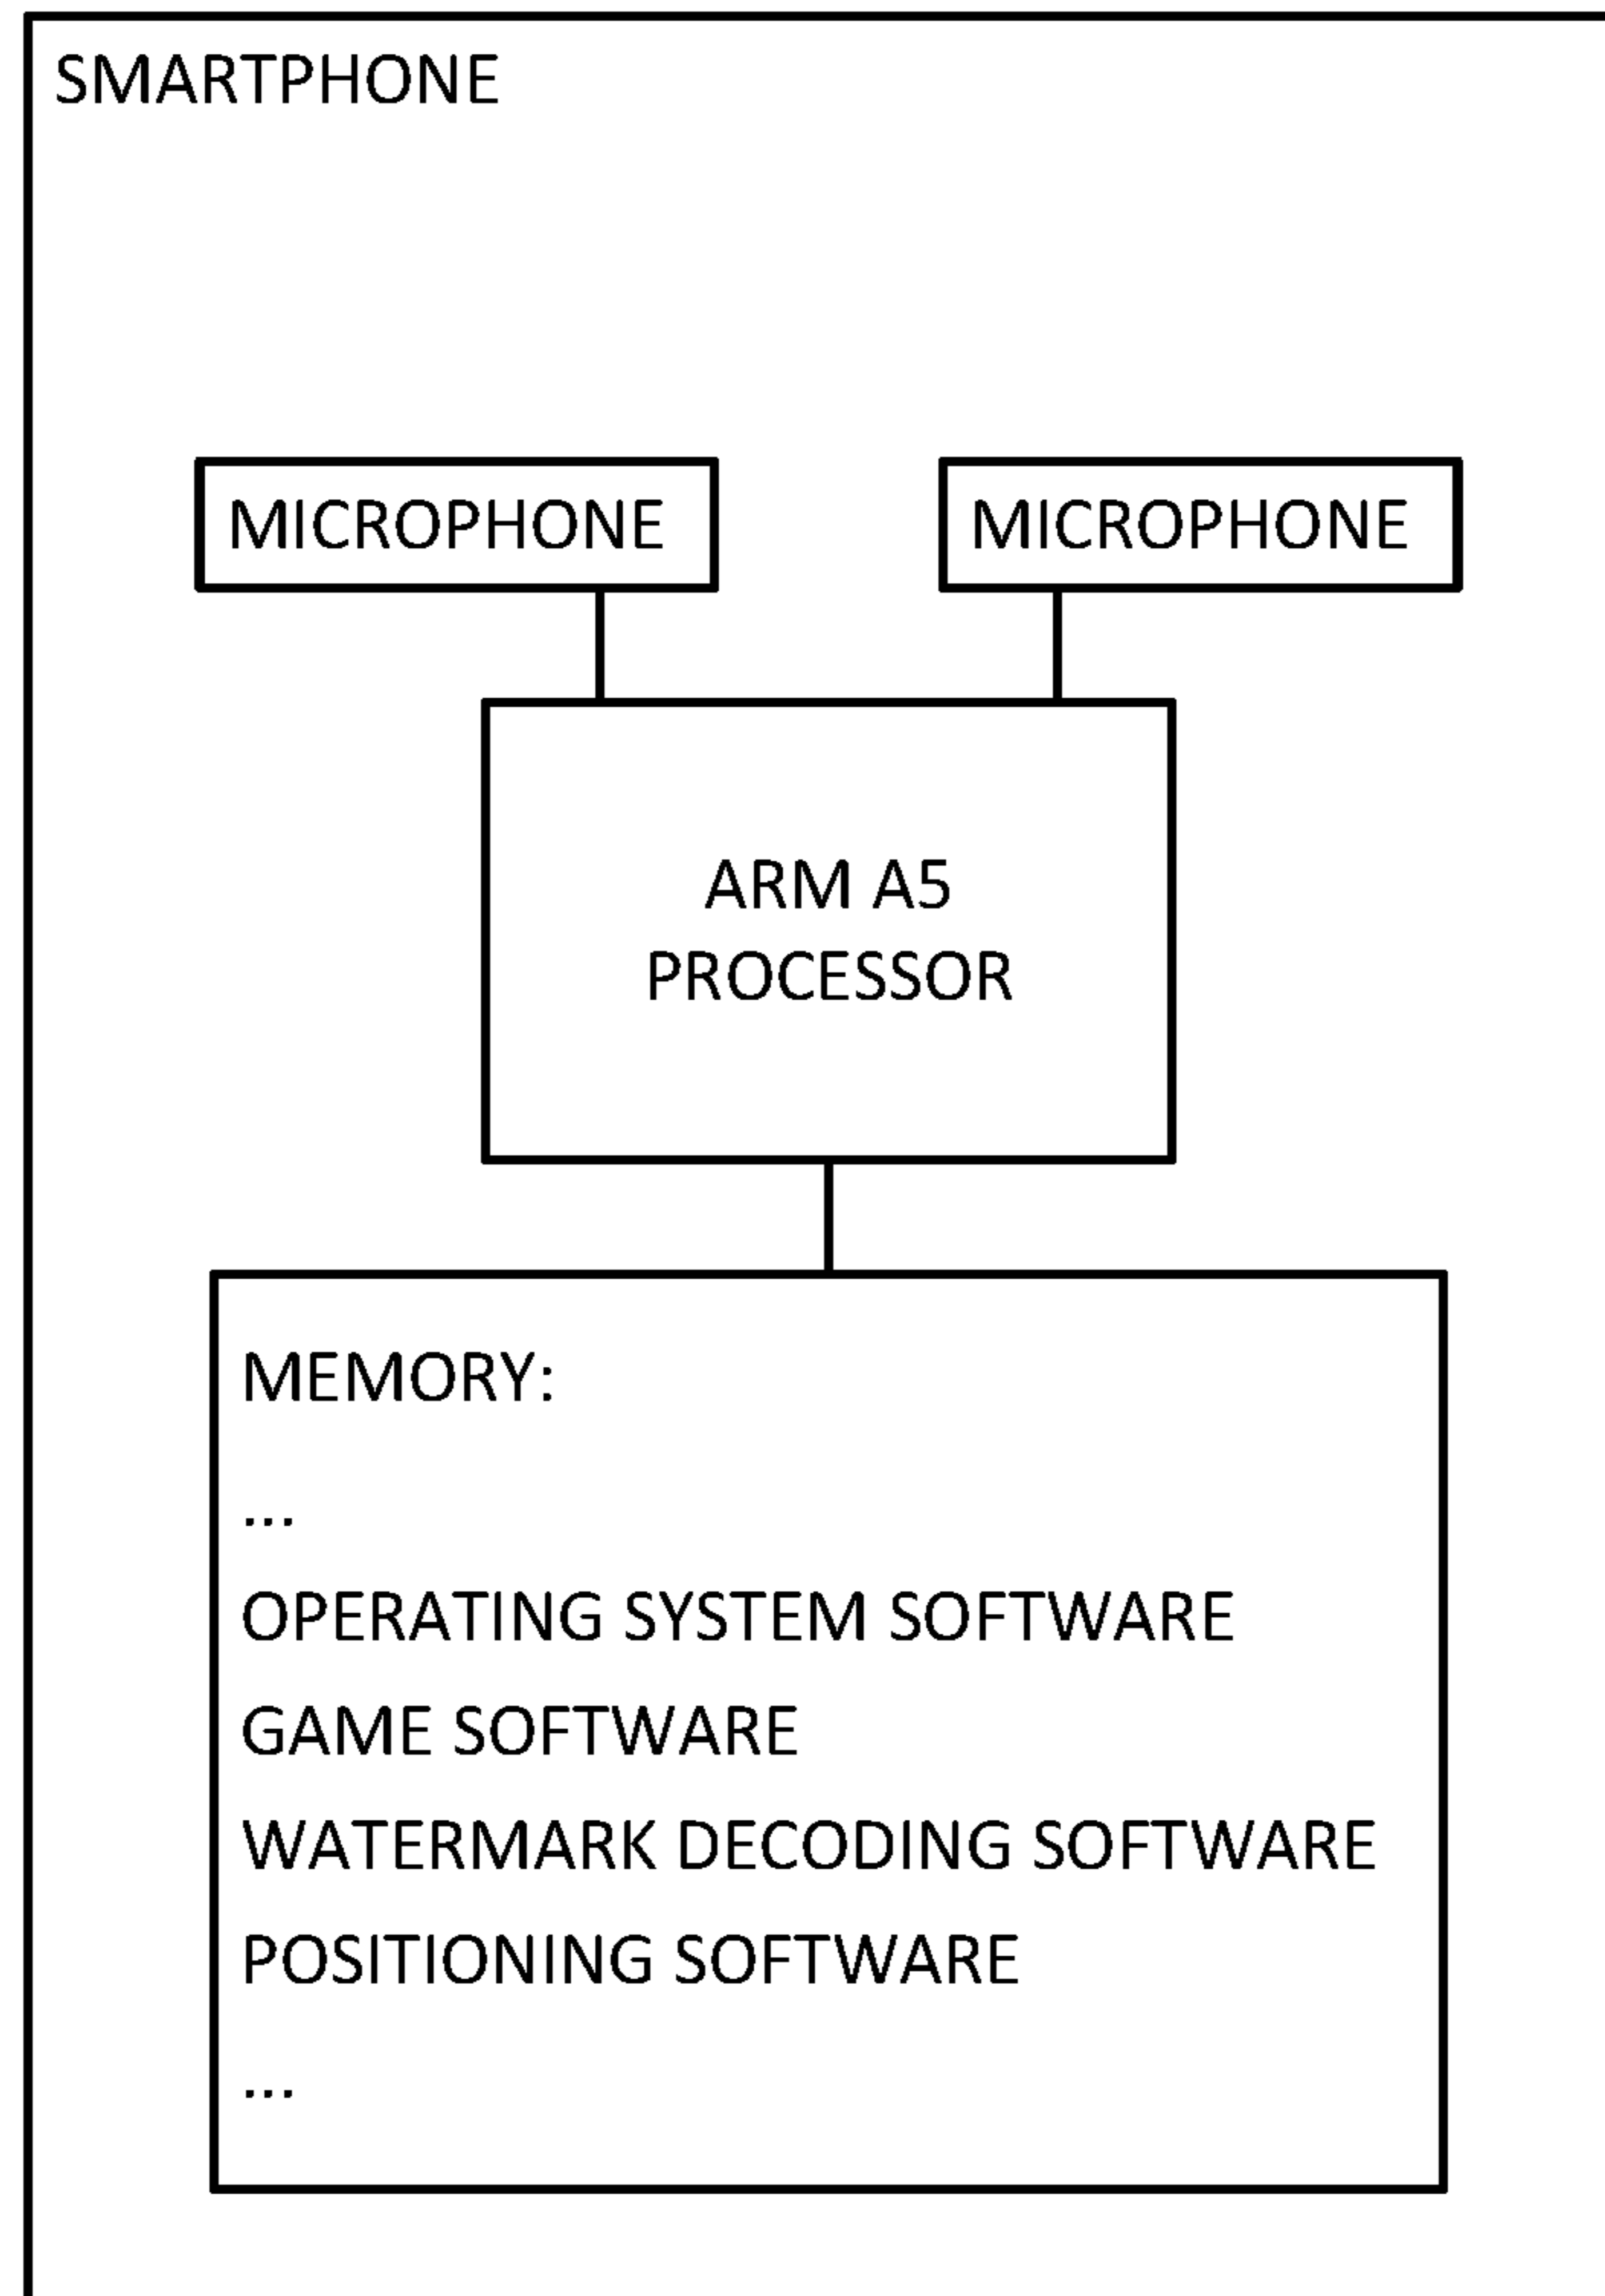 SMARTPHONE
MICROPHONE
MICROPHONE
ARM A5
PROCESSOR
MEMORY:
...
OPERATING SYSTEM SOFTWARE
GAME SOFTWARE
WATERMARK DECODING SOFTWARE
POSITIONING SOFTWARE
...